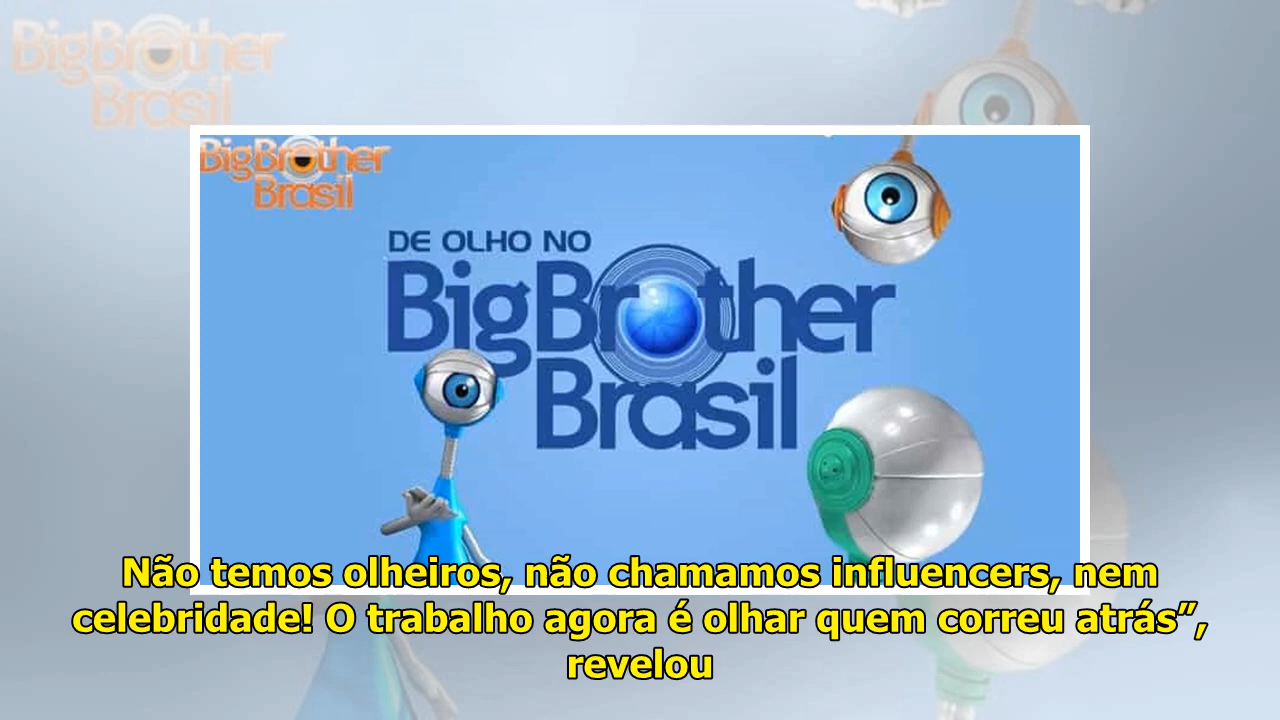 BigBrother
Brasil
BigBrother
Brasil
DE OLHO NO
BigBrother
Brasil
Não temos olheiros, não chamamos influencers, nem
celebridade! O trabalho agora é olhar quem correu atrás”,
revelou